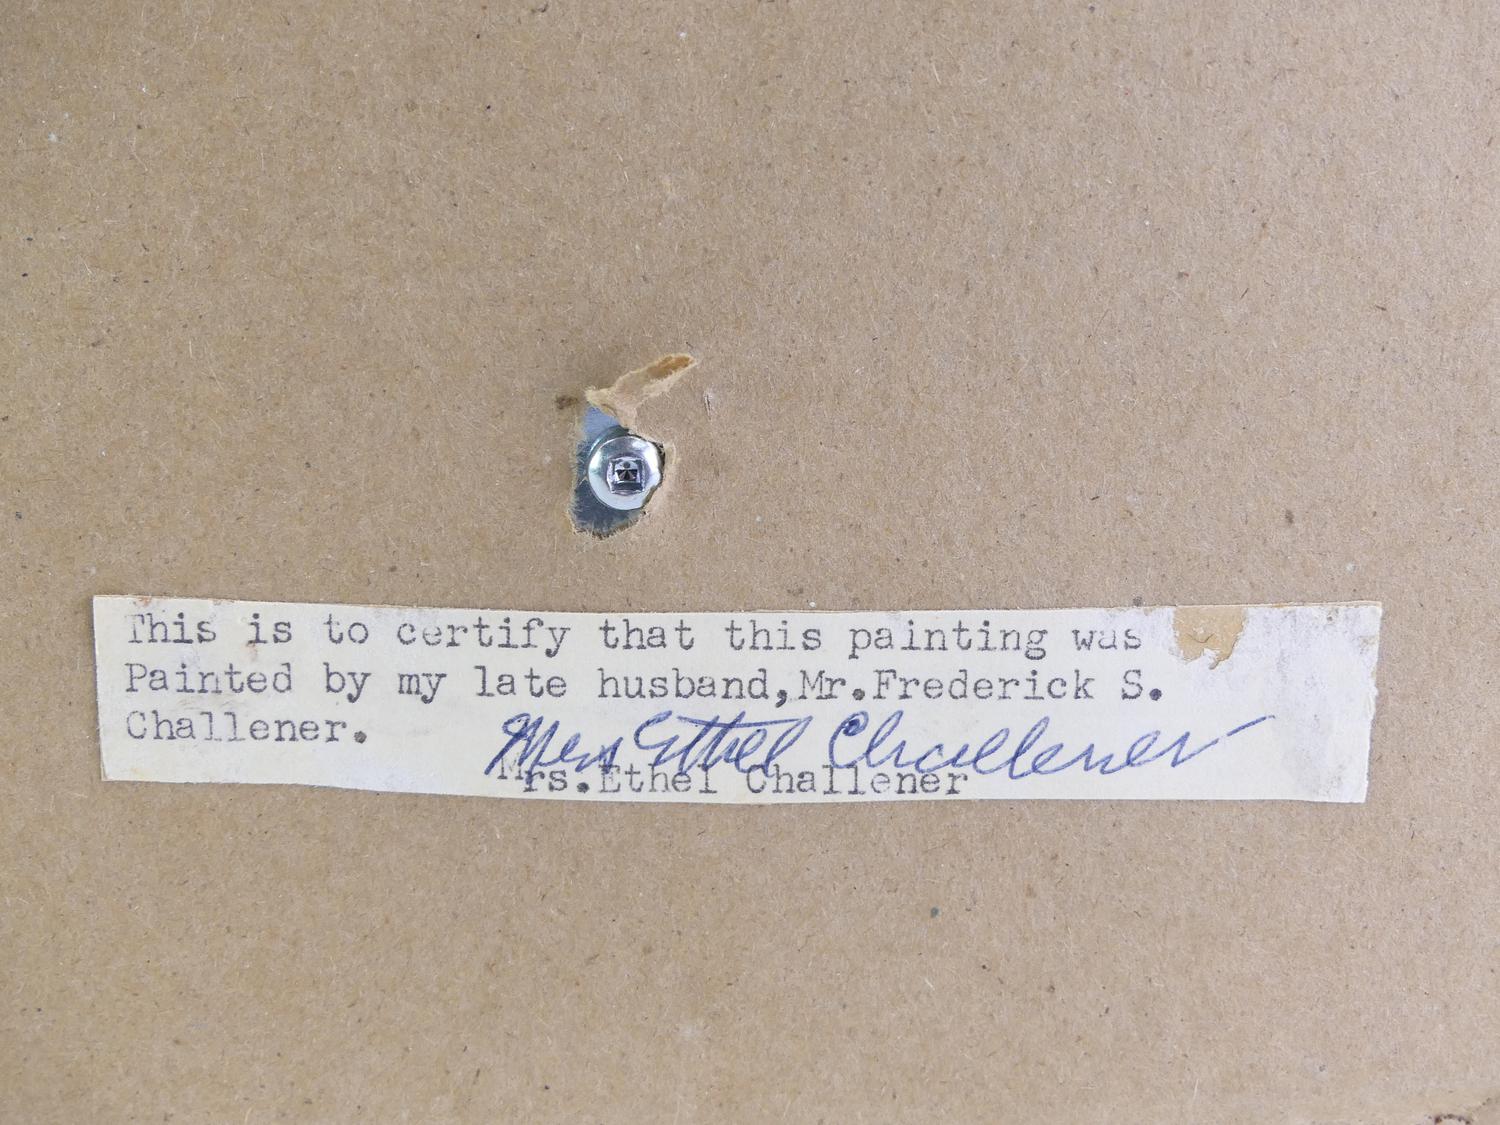 This is to certify that this painting was
Painted by my late husband,Mr.Frederick S.
Challener.
Mrs Ethel Challener
Mrs.Ethel Challener